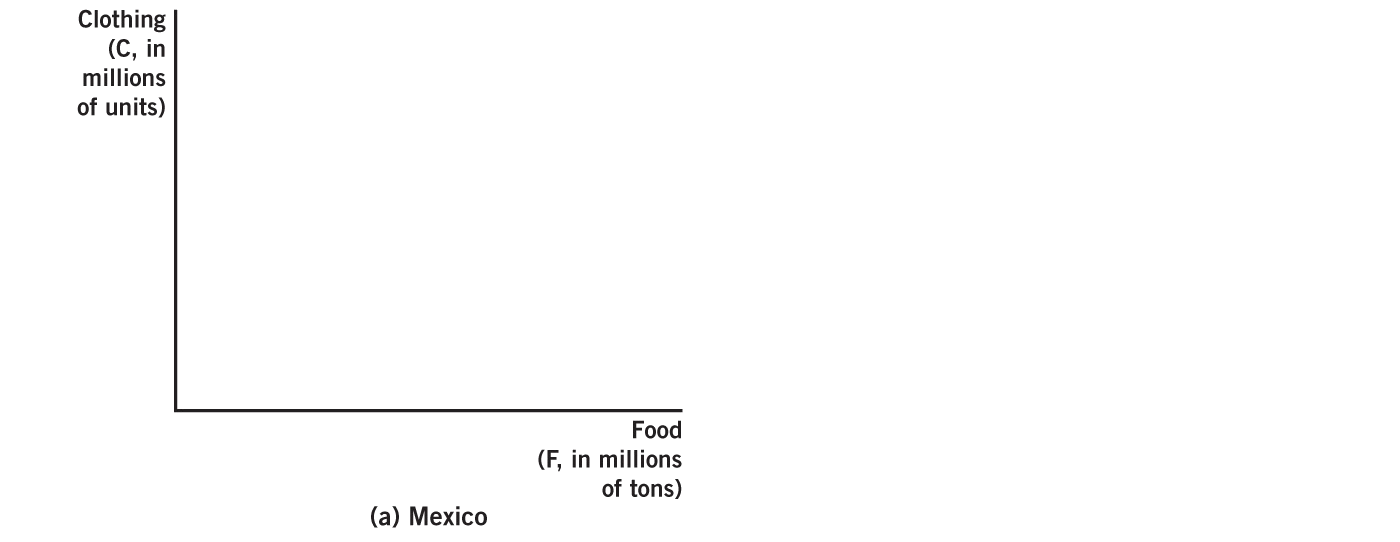 Clothing
(C, in
millions
of units)
Food
(F, in millions
of tons)
(a) Mexico